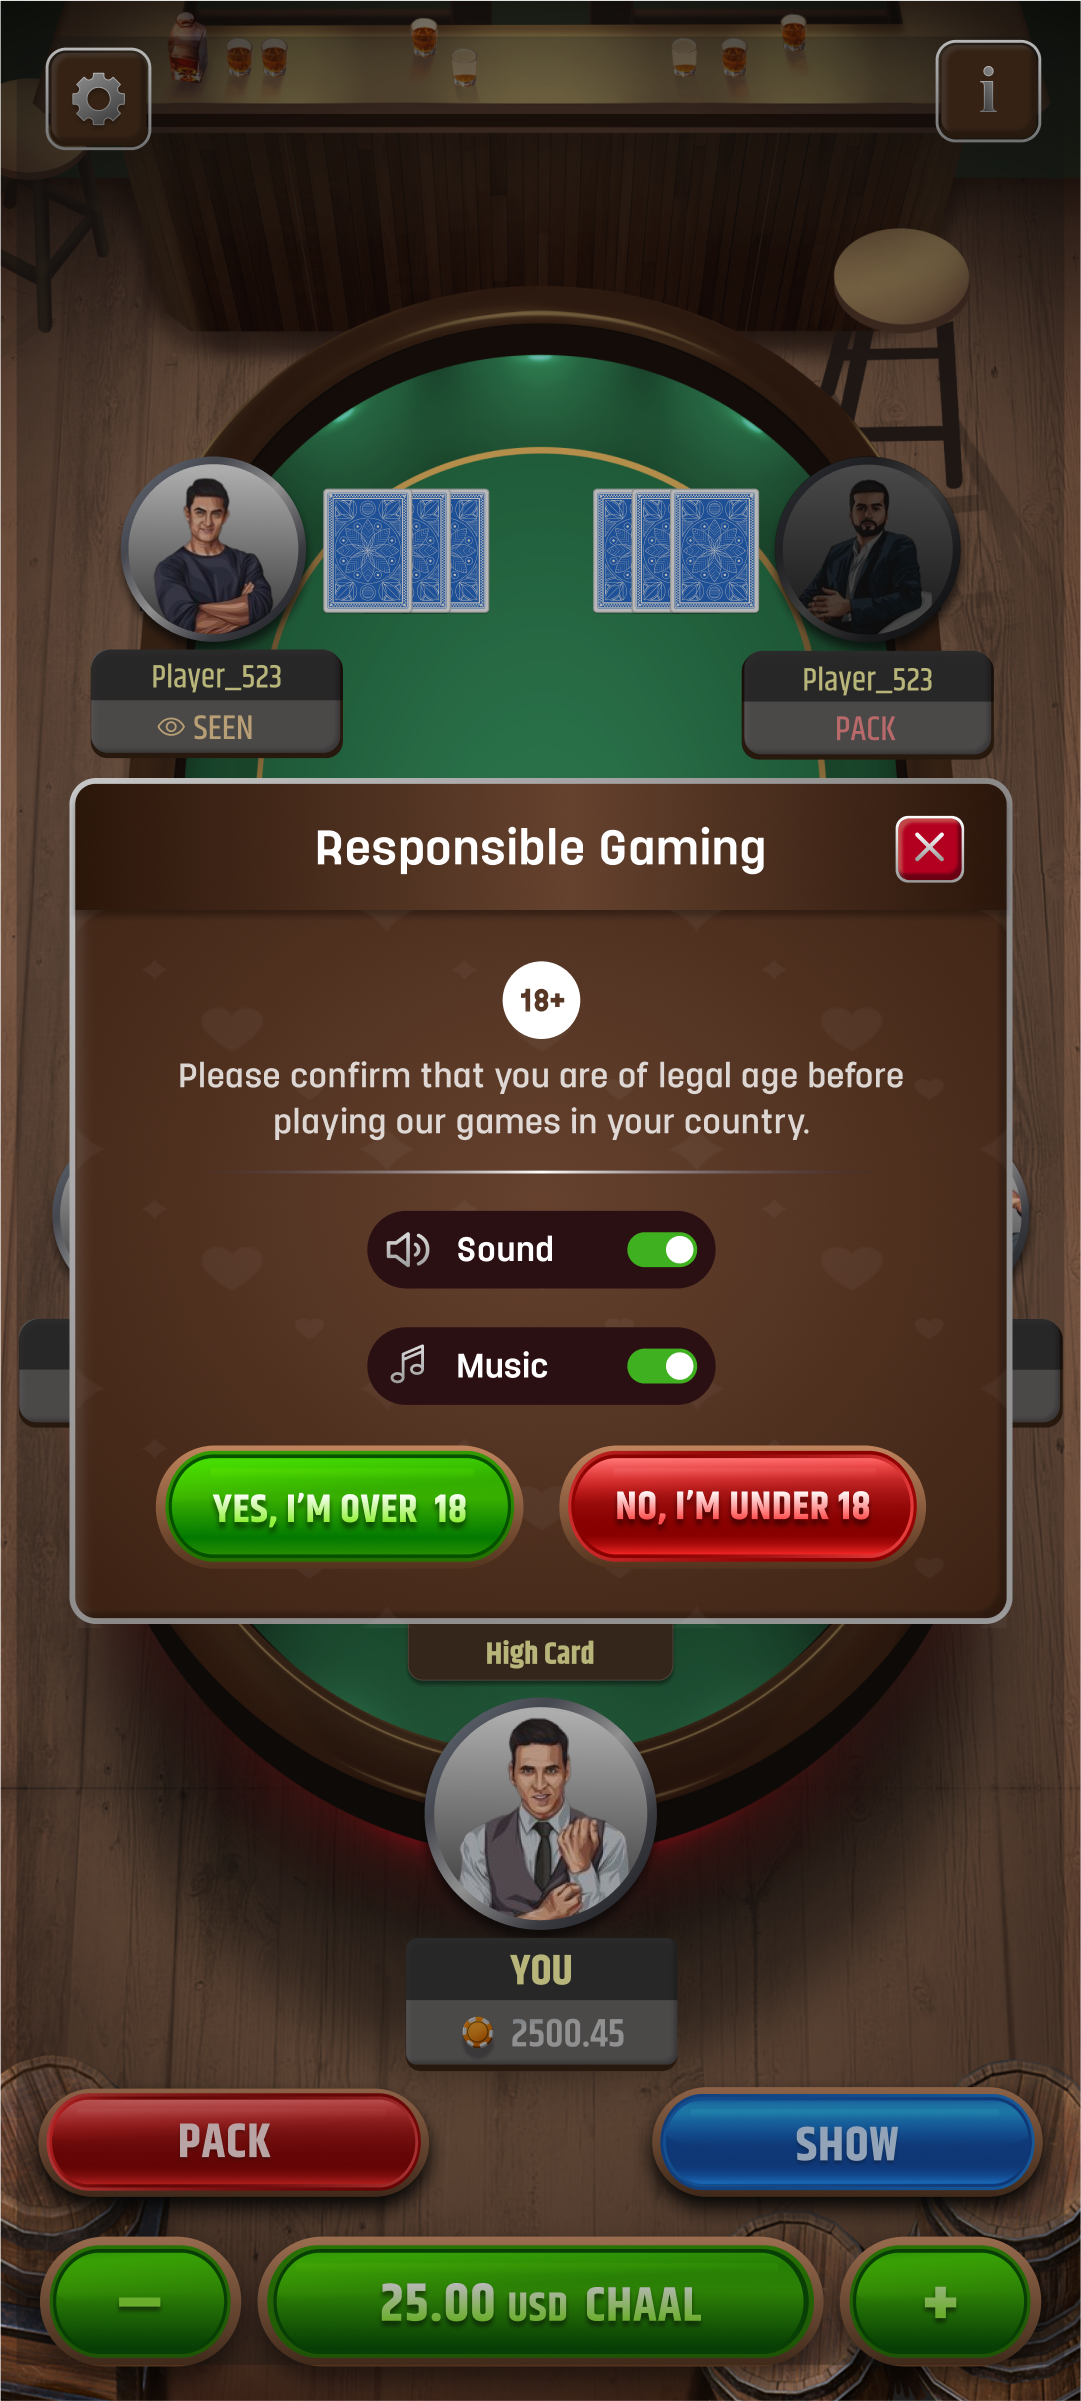 i
Player_523
SEEN
Player_523
PACK
Responsible Gaming
18+
Please confirm that you are of legal age before
playing our games in your country.
Sound
Music
YES, I’M OVER 18
NO, I’M UNDER 18
High Card
YOU
2500.45
PACK
SHOW
−
25.00 USD CHAAL
+